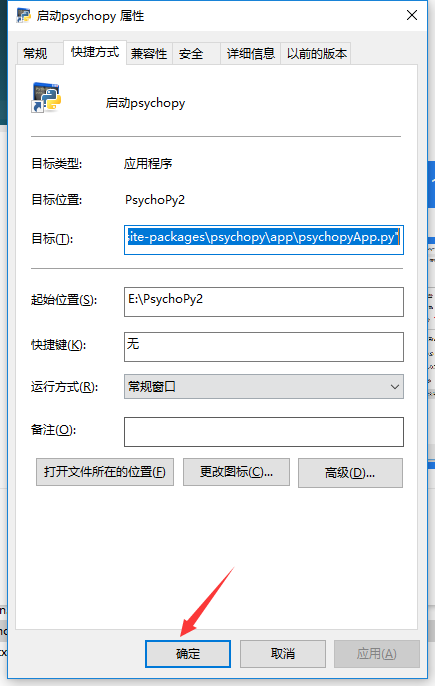 启动psychopy 属性
常规 快捷方式 兼容性 安全 详细信息 以前的版本
启动psychopy
目标类型: 应用程序
目标位置: PsychoPy2
目标(T): site-packages\psychopy\app\psychopyApp.py"
起始位置(S): E:\PsychoPy2
快捷键(K): 无
运行方式(R): 常规窗口
备注(O):
打开文件所在的位置(F) 更改图标(C)... 高级(D)...
确定 取消 应用(A)